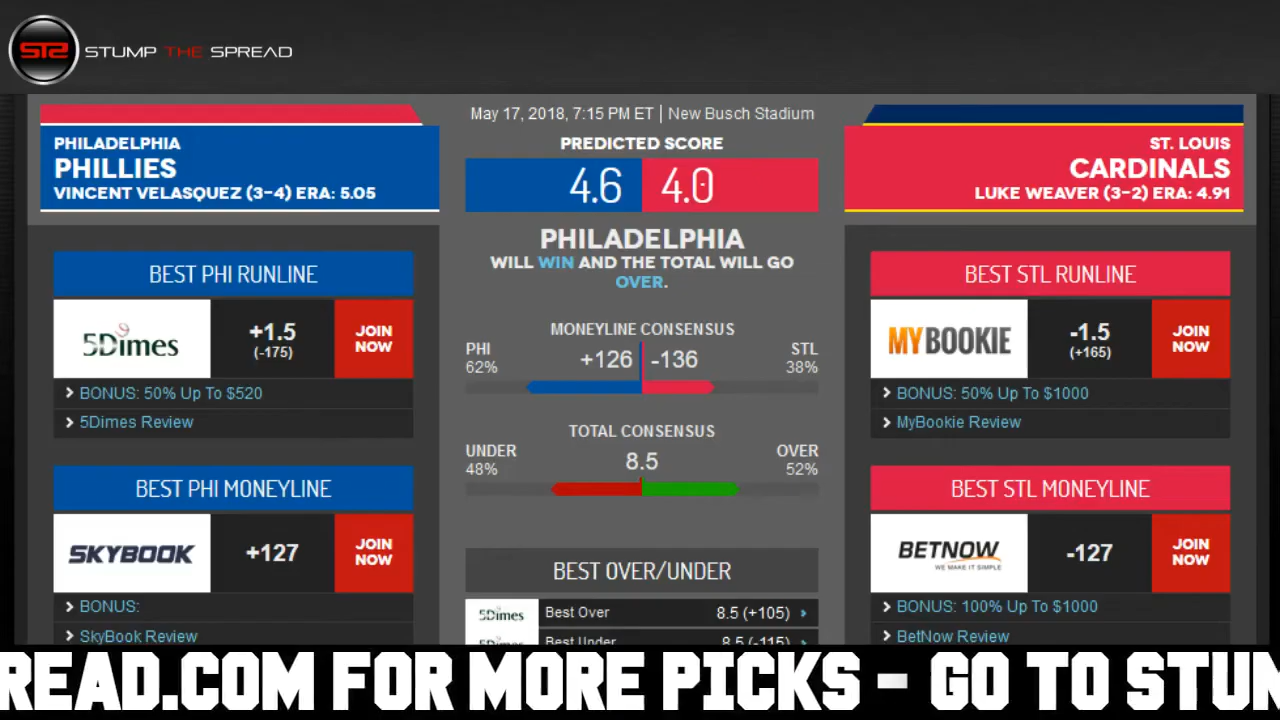 STS STUMP THE SPREAD
May 17, 2018, 7:15 PM ET | New Busch Stadium
PHILADELPHIA
PHILLIES
VINCENT VELASQUEZ (3-4) ERA: 5.05
PREDICTED SCORE
4.6 4.0
ST. LOUIS
CARDINALS
LUKE WEAVER (3-2) ERA: 4.91
PHILADELPHIA
WILL WIN AND THE TOTAL WILL GO
OVER.
BEST PHI RUNLINE
5Dimes
+1.5
(-175)
JOIN
NOW
BONUS: 50% Up To $520
5Dimes Review
BEST PHI MONEYLINE
SKYBOOK
+127
JOIN
NOW
BONUS:
SkyBook Review
MONEYLINE CONSENSUS
PHI
62%
+126 -136
STL
38%
TOTAL CONSENSUS
UNDER
48%
8.5
OVER
52%
BEST OVER/UNDER
5Dimes Best Over 8.5 (+105)
5Dimes Best Under 8.5 (-115)
BEST STL RUNLINE
MYBOOKIE
-1.5
(+165)
JOIN
NOW
BONUS: 50% Up To $1000
MyBookie Review
BEST STL MONEYLINE
BETNOW
WE MAKE IT SIMPLE
-127
JOIN
NOW
BONUS: 100% Up To $1000
BetNow Review
READ.COM FOR MORE PICKS - GO TO STUN